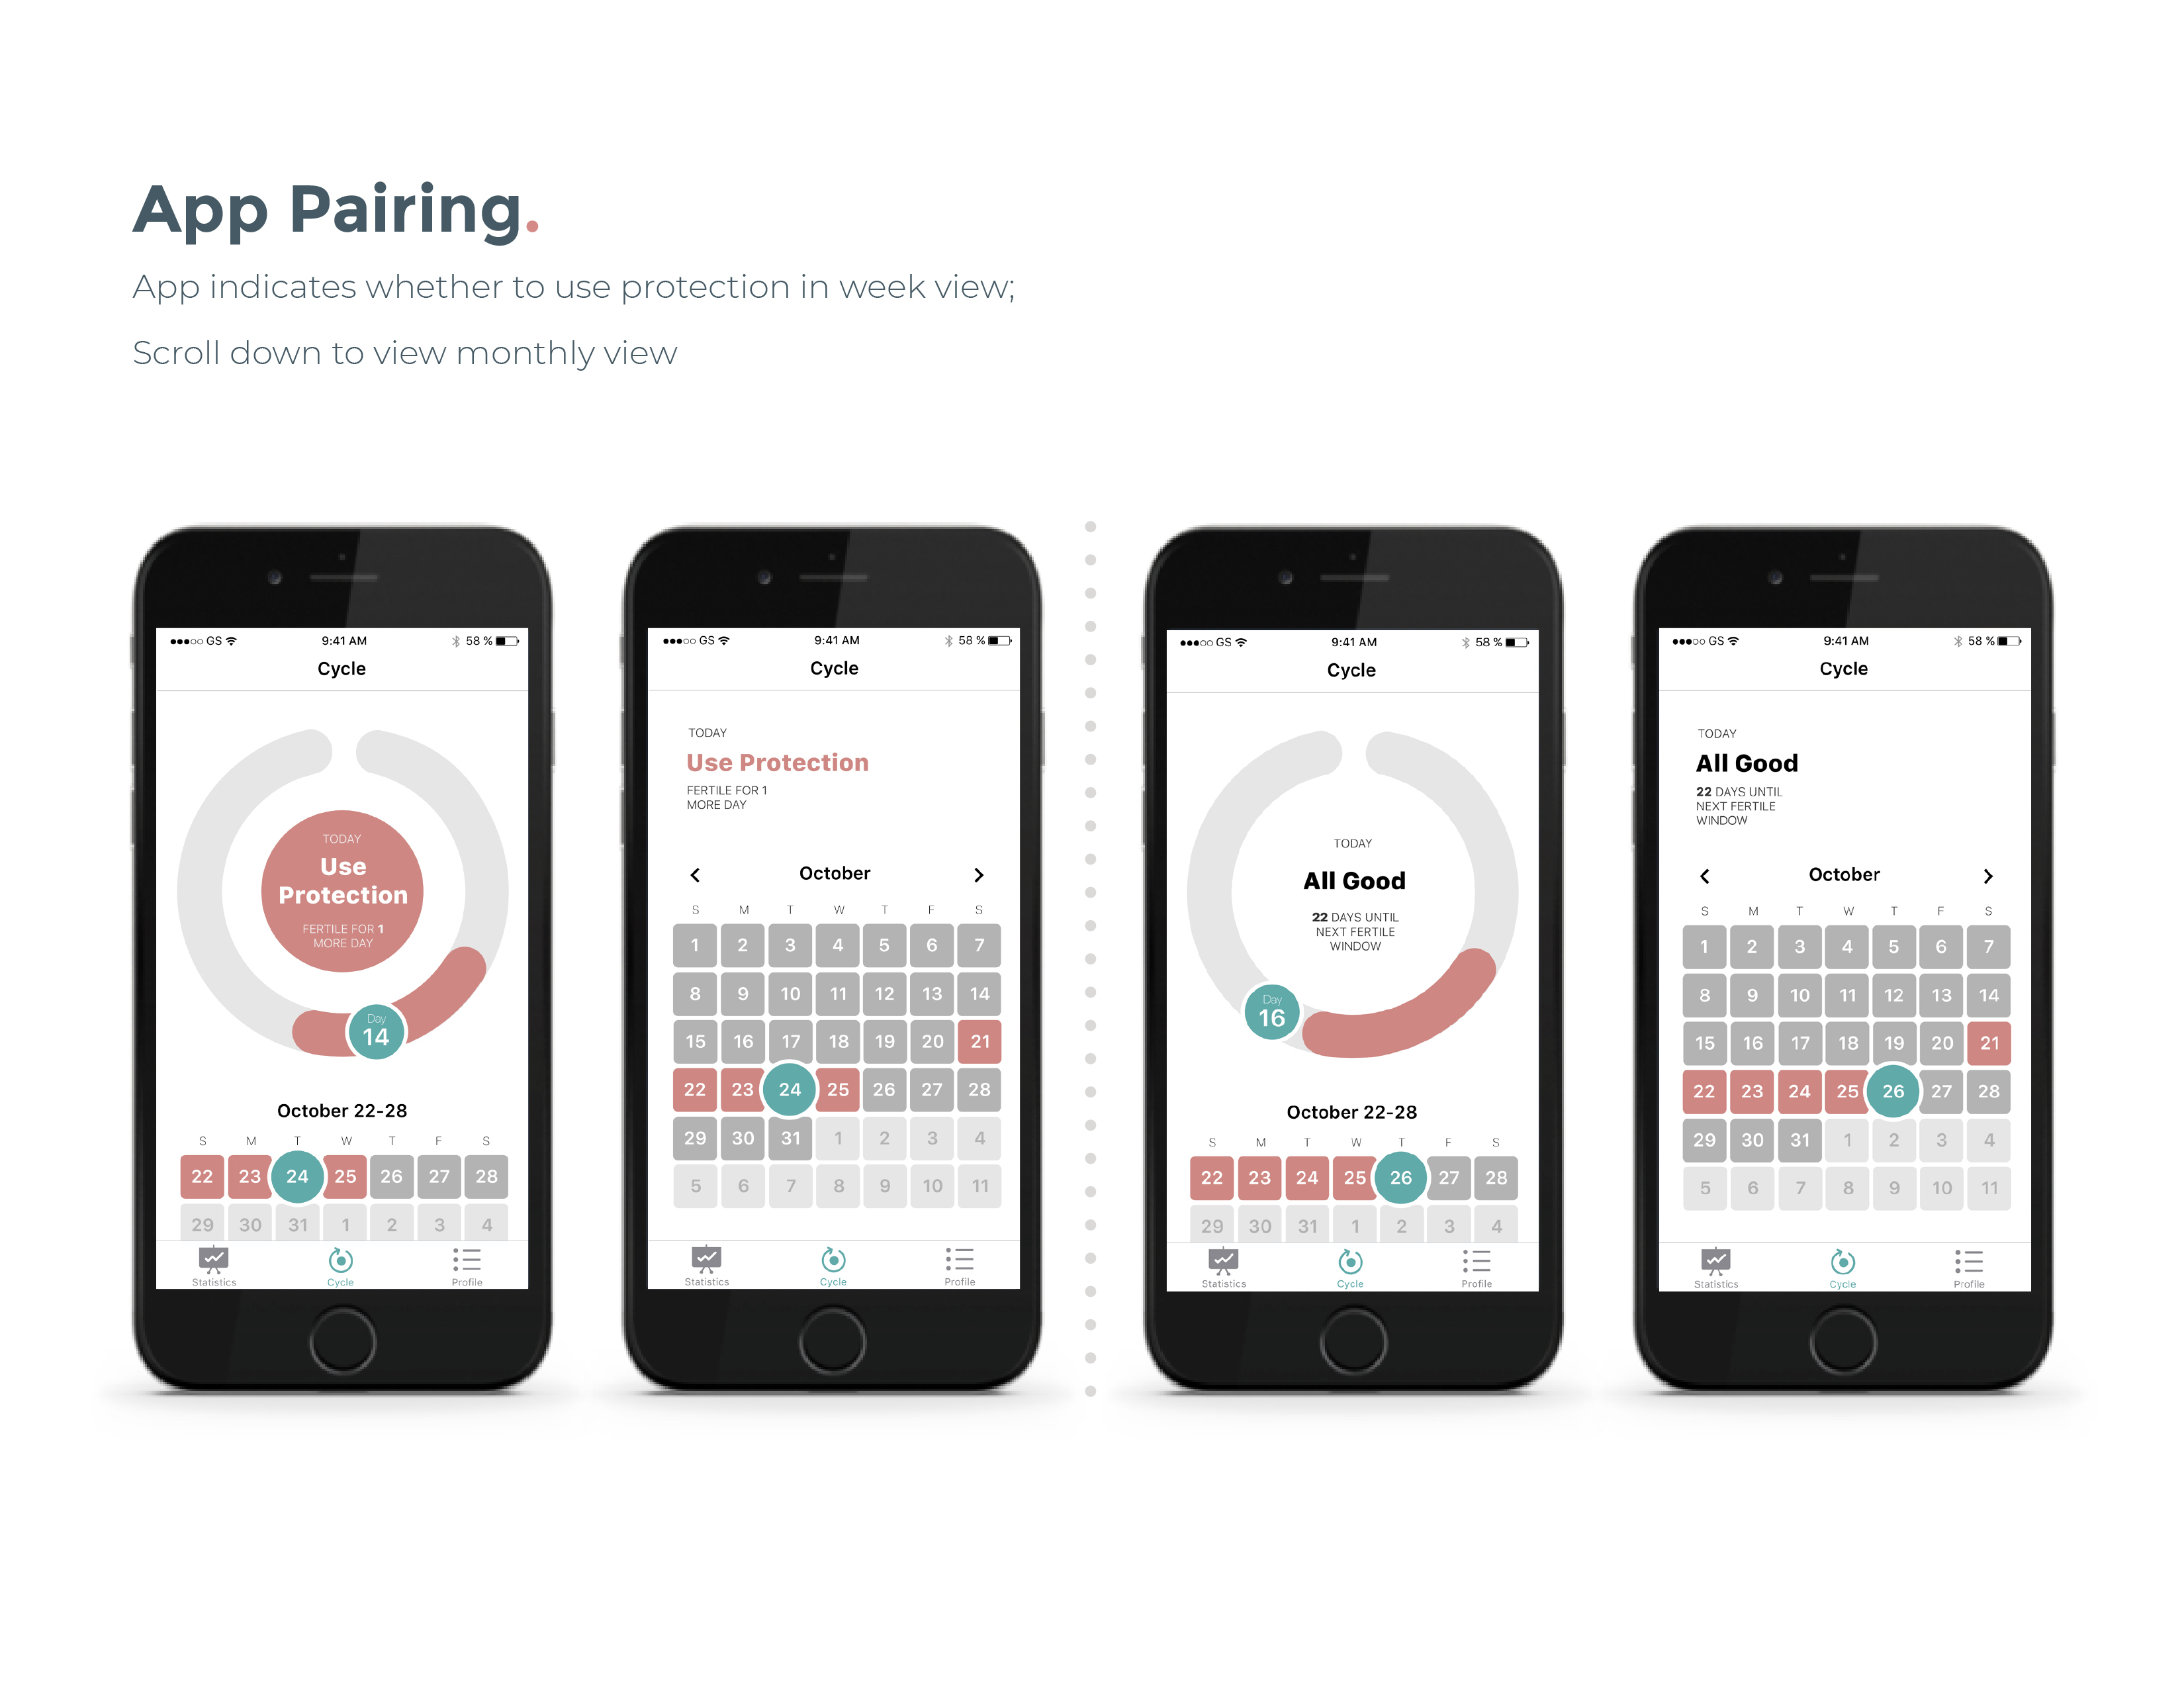 App Pairing.
App indicates whether to use protection in week view;
Scroll down to view monthly view
GS 9:41 AM 58 %
Cycle
TODAY
Use
Protection
FERTILE FOR 1
MORE DAY
Day
14
October 22-28
S M T W T F S
22 23 24 25 26 27 28
29 30 31 1 2 3 4
Statistics Cycle Profile
GS 9:41 AM 58 %
Cycle
TODAY
Use Protection
FERTILE FOR 1
MORE DAY
October
S M T W T F S
1 2 3 4 5 6 7
8 9 10 11 12 13 14
15 16 17 18 19 20 21
22 23 24 25 26 27 28
29 30 31 1 2 3 4
5 6 7 8 9 10 11
Statistics Cycle Profile
GS 9:41 AM 58 %
Cycle
TODAY
All Good
22 DAYS UNTIL
NEXT FERTILE
WINDOW
Day
16
October 22-28
S M T W T F S
22 23 24 25 26 27 28
29 30 31 1 2 3 4
Statistics Cycle Profile
GS 9:41 AM 58 %
Cycle
TODAY
All Good
22 DAYS UNTIL
NEXT FERTILE
WINDOW
October
S M T W T F S
1 2 3 4 5 6 7
8 9 10 11 12 13 14
15 16 17 18 19 20 21
22 23 24 25 26 27 28
29 30 31 1 2 3 4
5 6 7 8 9 10 11
Statistics Cycle Profile